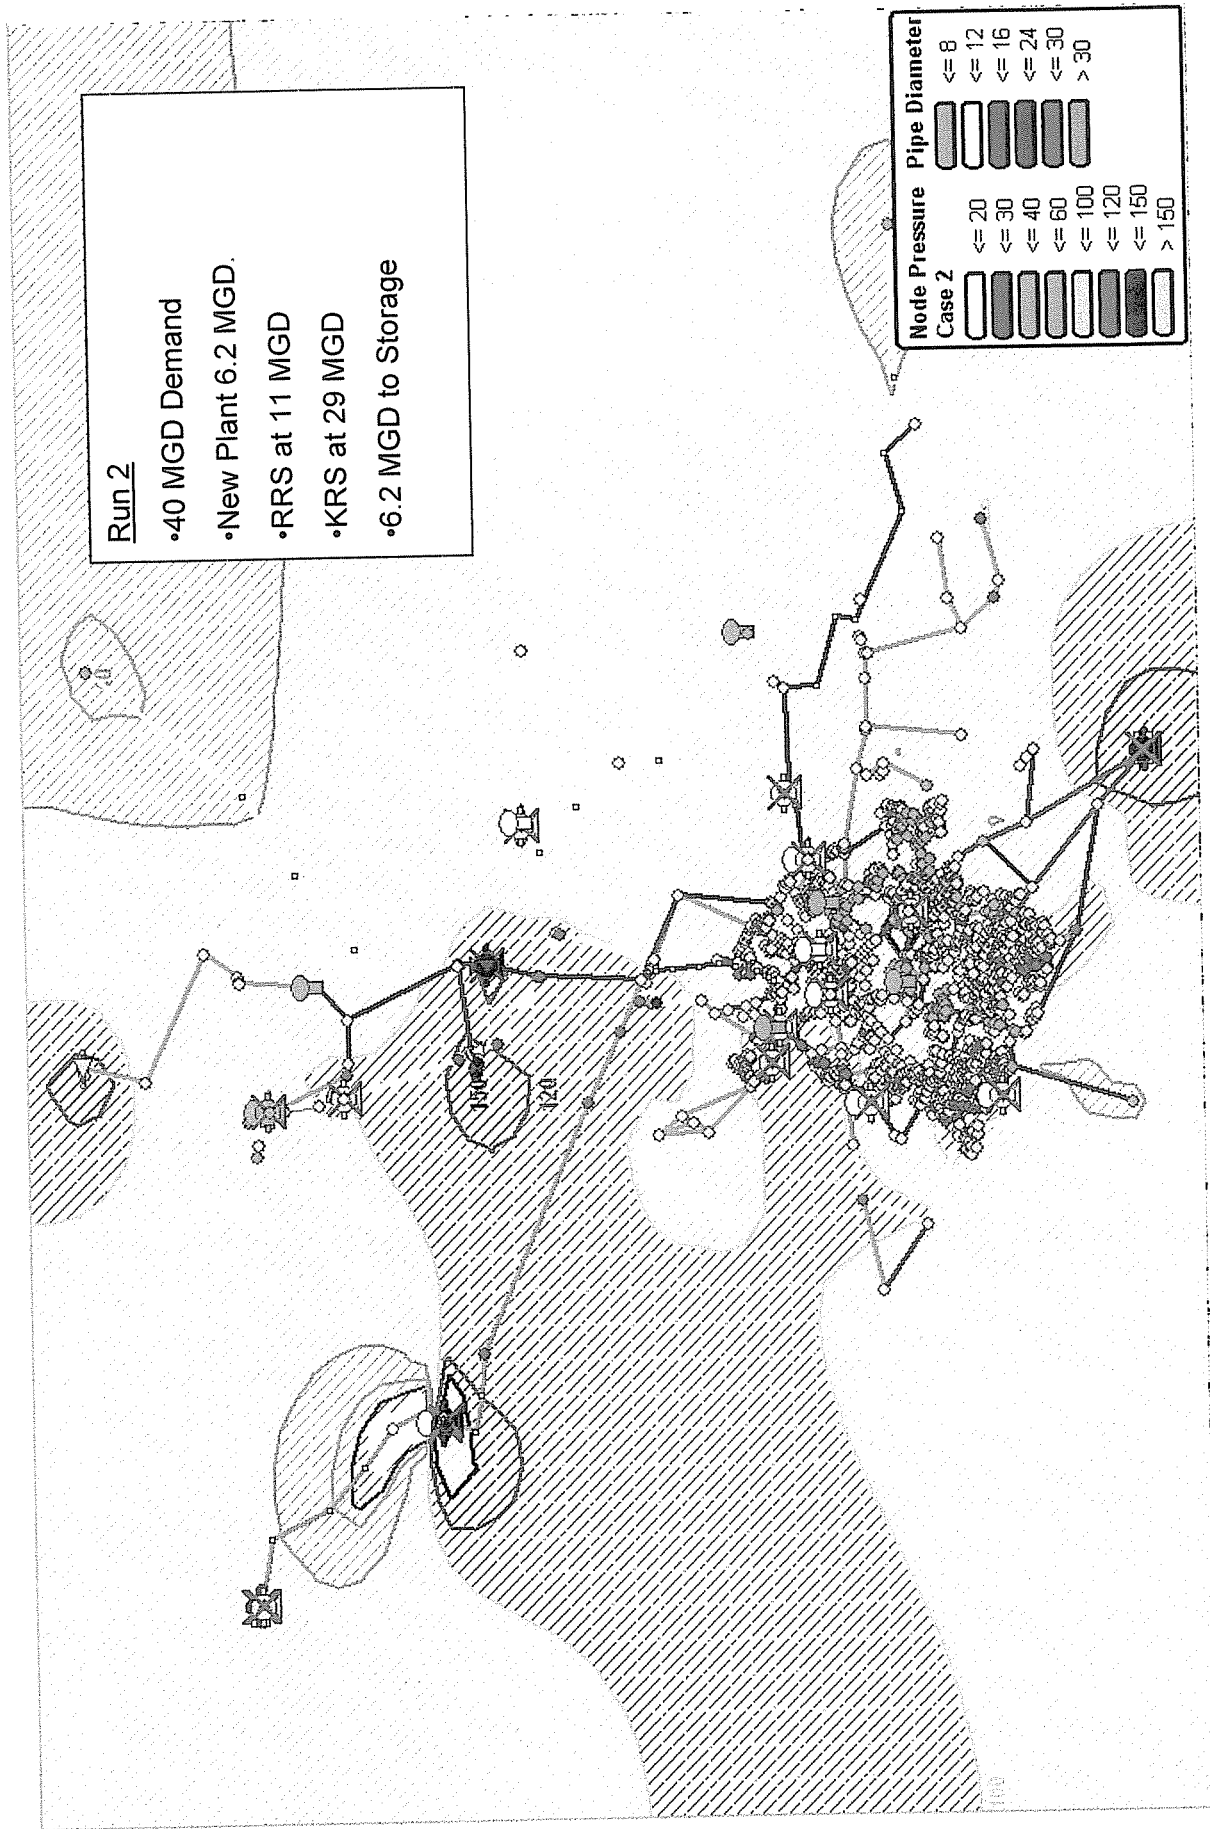 Run 2
•40 MGD Demand
•New Plant 6.2 MGD.
•RRS at 11 MGD
•KRS at 29 MGD
•6.2 MGD to Storage
150
120
Node Pressure
Case 2
<= 20
<= 30
<= 40
<= 60
<= 100
<= 120
<= 150
> 150
Pipe Diameter
<= 8
<= 12
<= 16
<= 24
<= 30
> 30